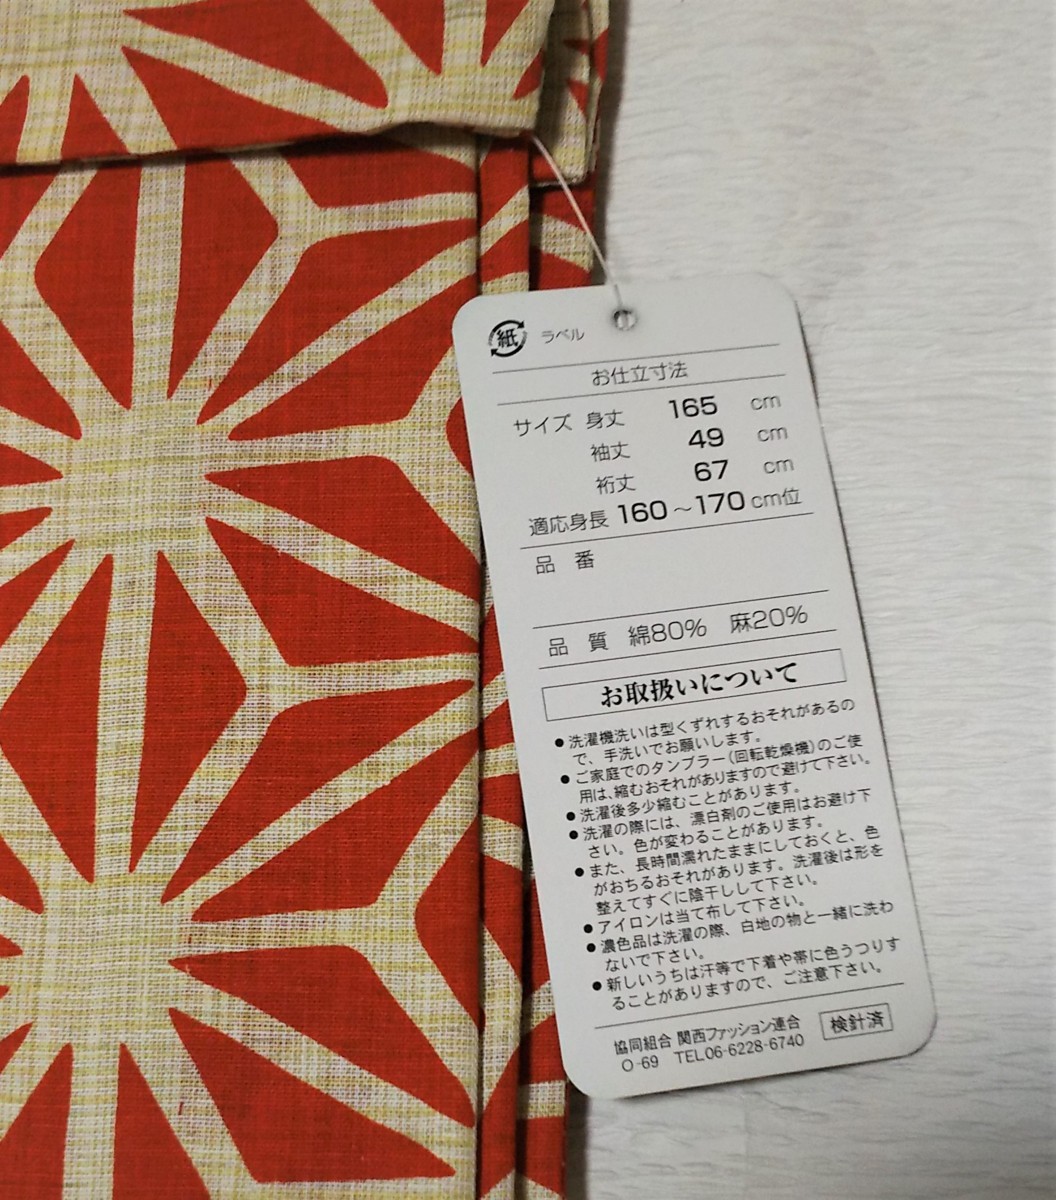 紙 ラベル
お仕立寸法
サイズ 身丈 165 cm
袖丈 49 cm
裄丈 67 cm
適応身長 160～170cm位
品 番
品 質 綿80% 麻20%
お取扱いについて
●洗濯機洗いは型くずれするおそれがあるの
で、手洗いでお願いします。
●ご家庭でのタンブラー(回転乾燥機)のご使
用は、縮むおそれがありますので避けて下さい。
●洗濯後多少縮むことがあります。
●洗濯の際には、漂白剤のご使用はお避け下
さい。色が変わることがあります。
●また、長時間濡れたままにしておくと、色
がおちるおそれがあります。洗濯後は形を
整えてすぐに陰干しして下さい。
●アイロンは当て布して下さい。
●濃色品は洗濯の際、白地の物と一緒に洗わ
ないで下さい。
●新しいうちは汗等で下着や帯に色うつりす
ることがありますので、ご注意下さい。
協同組合 関西ファッション連合 検針済
O-69 TEL06-6228-6740